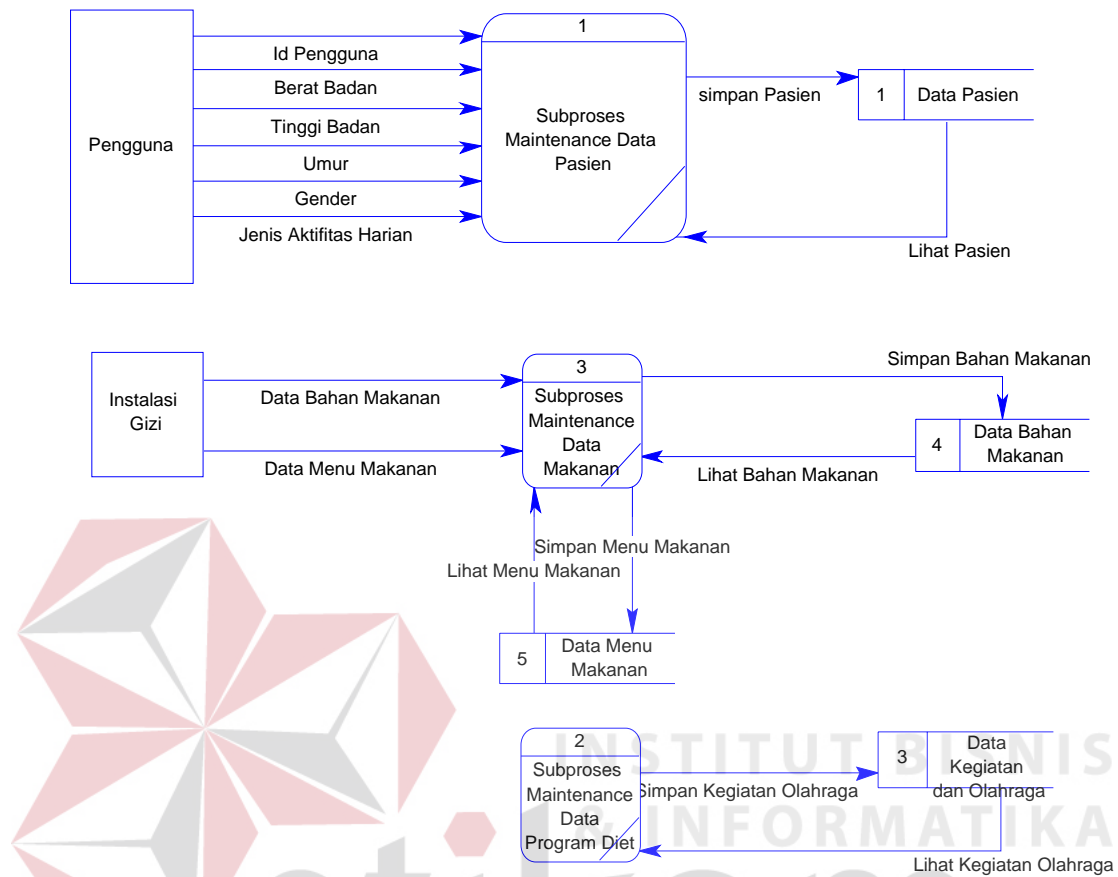 1
Id Pengguna
Berat Badan
Tinggi Badan
Umur
Gender
Jenis Aktifitas Harian
Pengguna
Subproses
Maintenance Data
Pasien
simpan Pasien
1
Data Pasien
Lihat Pasien
Instalasi
Gizi
Data Bahan Makanan
Data Menu Makanan
3
Subproses
Maintenance
Data
Makanan
Simpan Bahan Makanan
4
Data Bahan
Makanan
Lihat Bahan Makanan
Simpan Menu Makanan
Lihat Menu Makanan
5
Data Menu
Makanan
2
Subproses
Maintenance
Data
Program Diet
Simpan Kegiatan Olahraga
3
Data
Kegiatan
dan Olahraga
Lihat Kegiatan Olahraga
INSTITUT BISNIS
& INFORMATIKA